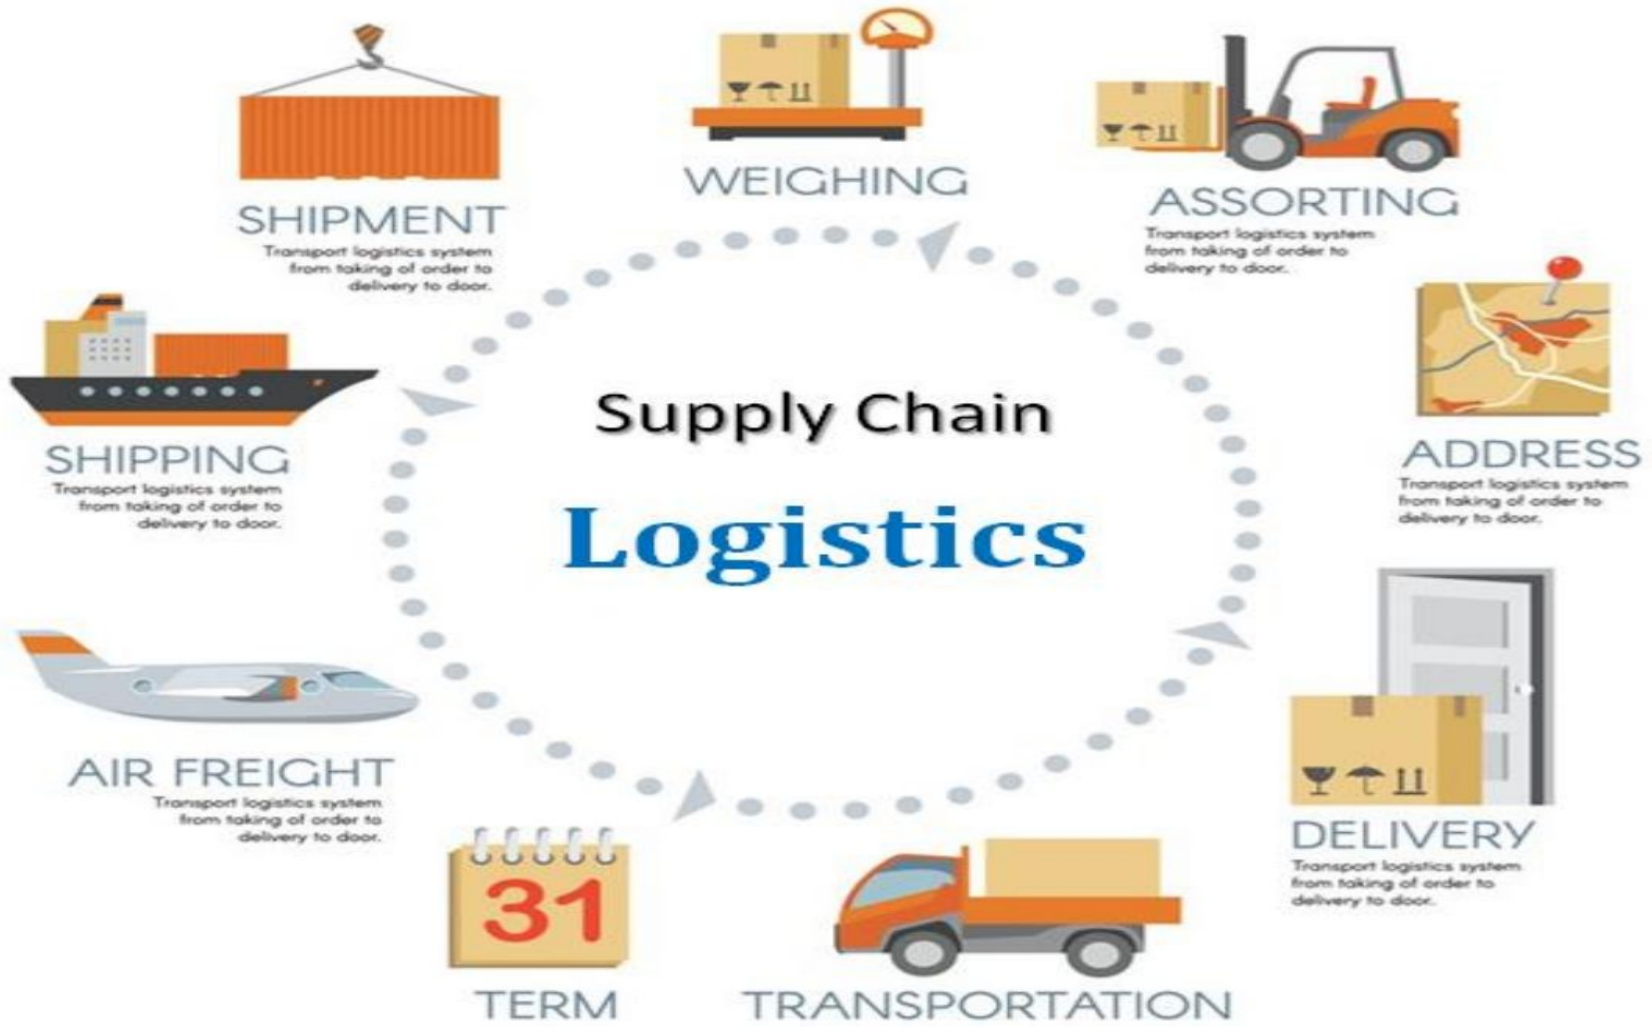 WEIGHING
ASSORTING
Transport logistics system
from taking of order to
delivery to door.
SHIPMENT
Transport logistics system
from taking of order to
delivery to door.
Supply Chain
Logistics
ADDRESS
Transport logistics system
from taking of order to
delivery to door.
SHIPPING
Transport logistics system
from taking of order to
delivery to door.
AIR FREIGHT
Transport logistics system
from taking of order to
delivery to door.
DELIVERY
Transport logistics system
from taking of order to
delivery to door.
31
TERM
TRANSPORTATION